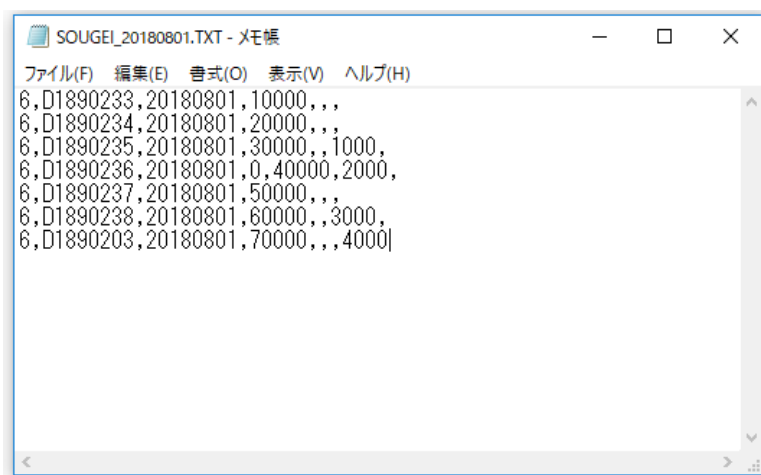 SOUGEI_20180801.TXT - メモ帳
ファイル(F) 編集(E) 書式(O) 表示(V) ヘルプ(H)
6,D1890233,20180801,10000,,,
6,D1890234,20180801,20000,,,
6,D1890235,20180801,30000,,1000,
6,D1890236,20180801,0,40000,2000,
6,D1890237,20180801,50000,,,
6,D1890238,20180801,60000,,3000,
6,D1890203,20180801,70000,,,4000